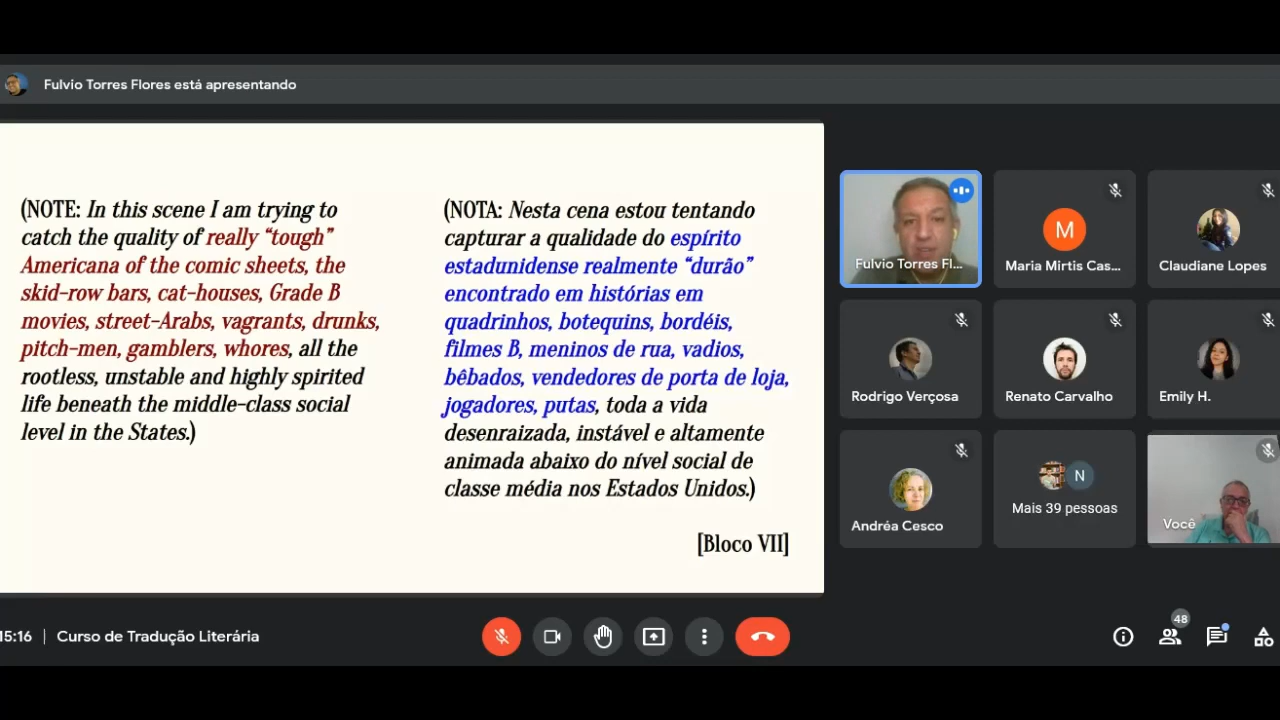 Fulvio Torres Flores está apresentando
(NOTE: In this scene I am trying to
catch the quality of really “tough”
Americana of the comic sheets, the
skid-row bars, cat-houses, Grade B
movies, street-Arabs, vagrants, drunks,
pitch-men, gamblers, whores, all the
rootless, unstable and highly spirited
life beneath the middle-class social
level in the States.)
(NOTA: Nesta cena estou tentando
capturar a qualidade do espírito
estadunidense realmente “durão”
encontrado em histórias em
quadrinhos, botequins, bordéis,
filmes B, meninos de rua, vadios,
bêbados, vendedores de porta de loja,
jogadores, putas, toda a vida
desenraizada, instável e altamente
animada abaixo do nível social de
classe média nos Estados Unidos.)
[Bloco VII]
Fulvio Torres Fl...
M
Maria Mirtis Cas...
Claudiane Lopes
Rodrigo Verçosa
Renato Carvalho
Emily H.
Andréa Cesco
N
Mais 39 pessoas
Você
15:16 | Curso de Tradução Literária
48